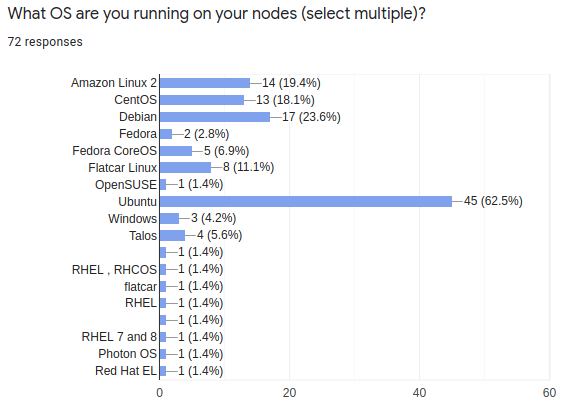 What OS are you running on your nodes (select multiple)?
72 responses
Amazon Linux 2 14 (19.4%)
CentOS 13 (18.1%)
Debian 17 (23.6%)
Fedora 2 (2.8%)
Fedora CoreOS 5 (6.9%)
Flatcar Linux 8 (11.1%)
OpenSUSE 1 (1.4%)
Ubuntu 45 (62.5%)
Windows 3 (4.2%)
Talos 4 (5.6%)
1 (1.4%)
RHEL , RHCOS 1 (1.4%)
flatcar 1 (1.4%)
RHEL 1 (1.4%)
1 (1.4%)
RHEL 7 and 8 1 (1.4%)
Photon OS 1 (1.4%)
Red Hat EL 1 (1.4%)
0 20 40 60